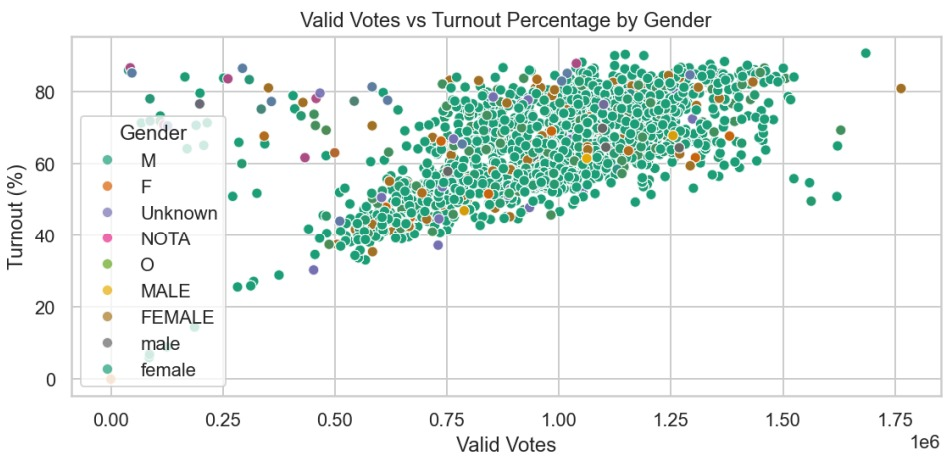 Valid Votes vs Turnout Percentage by Gender
Turnout (%)
80
60
40
20
0
Gender
M
F
Unknown
NOTA
O
MALE
FEMALE
male
female
0.00 0.25 0.50 0.75 1.00 1.25 1.50 1.75
1e6
Valid Votes